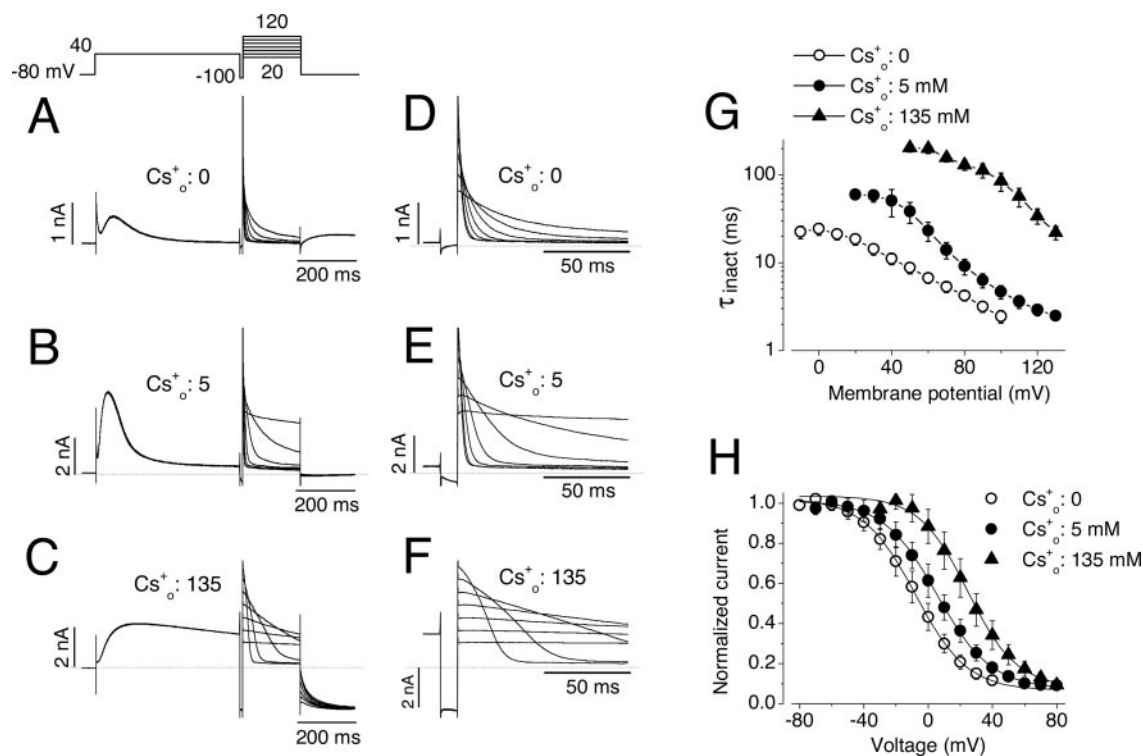 120
40
-80 mV
-100
20
A
Cs⁺ₒ: 0
1 nA
200 ms
B
Cs⁺ₒ: 5
2 nA
200 ms
C
Cs⁺ₒ: 135
2 nA
200 ms
D
Cs⁺ₒ: 0
1 nA
50 ms
E
Cs⁺ₒ: 5
2 nA
50 ms
F
Cs⁺ₒ: 135
2 nA
50 ms
G
Cs⁺ₒ: 0
Cs⁺ₒ: 5 mM
Cs⁺ₒ: 135 mM
τinact (ms)
100
10
1
0 40 80 120
Membrane potential (mV)
H
Cs⁺ₒ: 0
Cs⁺ₒ: 5 mM
Cs⁺ₒ: 135 mM
Normalized current
1.0
0.8
0.6
0.4
0.2
0.0
-80 -40 0 40 80
Voltage (mV)